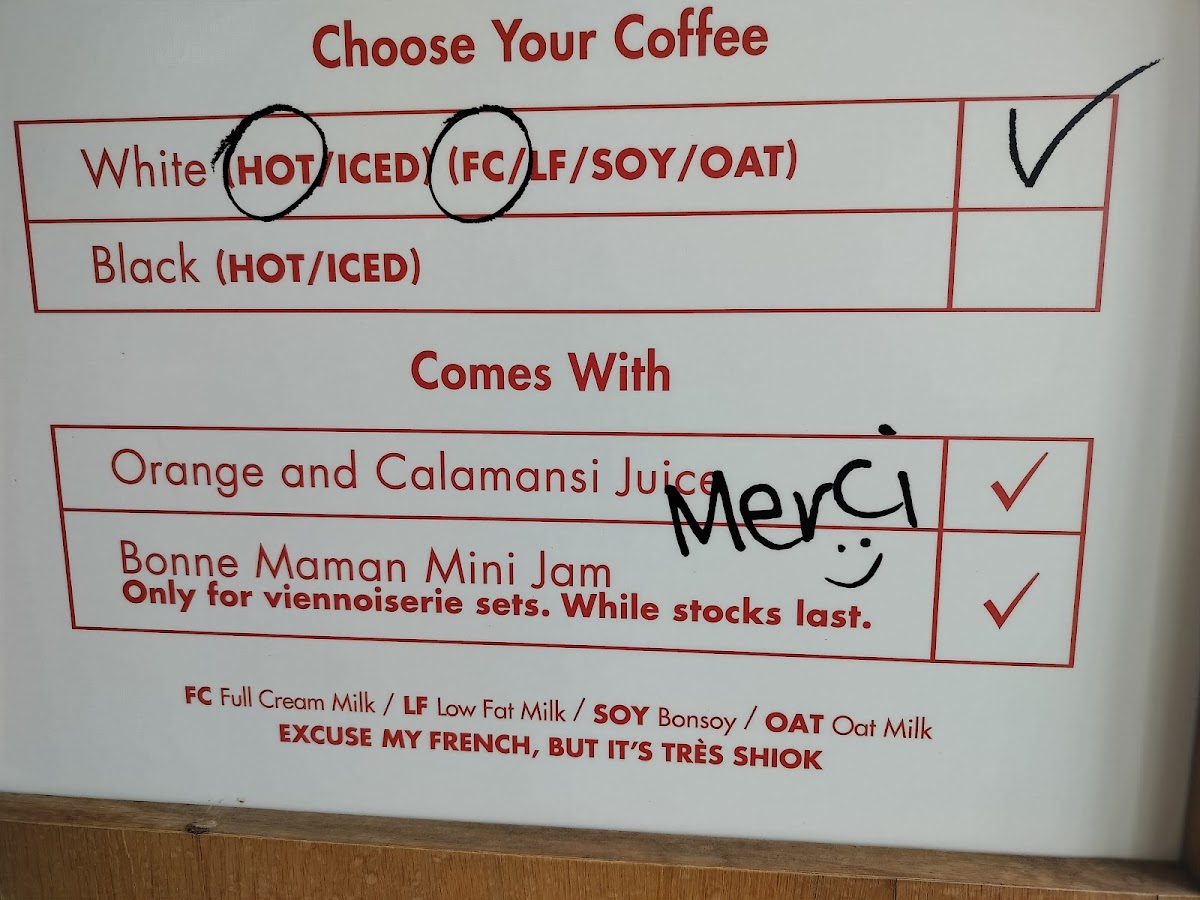 Choose Your Coffee
White (HOT/ICED) (FC/LF/SOY/OAT)
Black (HOT/ICED)
Comes With
Orange and Calamansi Juice
Merci
Bonne Maman Mini Jam
Only for viennoiserie sets. While stocks last.
FC Full Cream Milk / LF Low Fat Milk / SOY Bonsoy / OAT Oat Milk
EXCUSE MY FRENCH, BUT IT'S TRÈS SHIOK